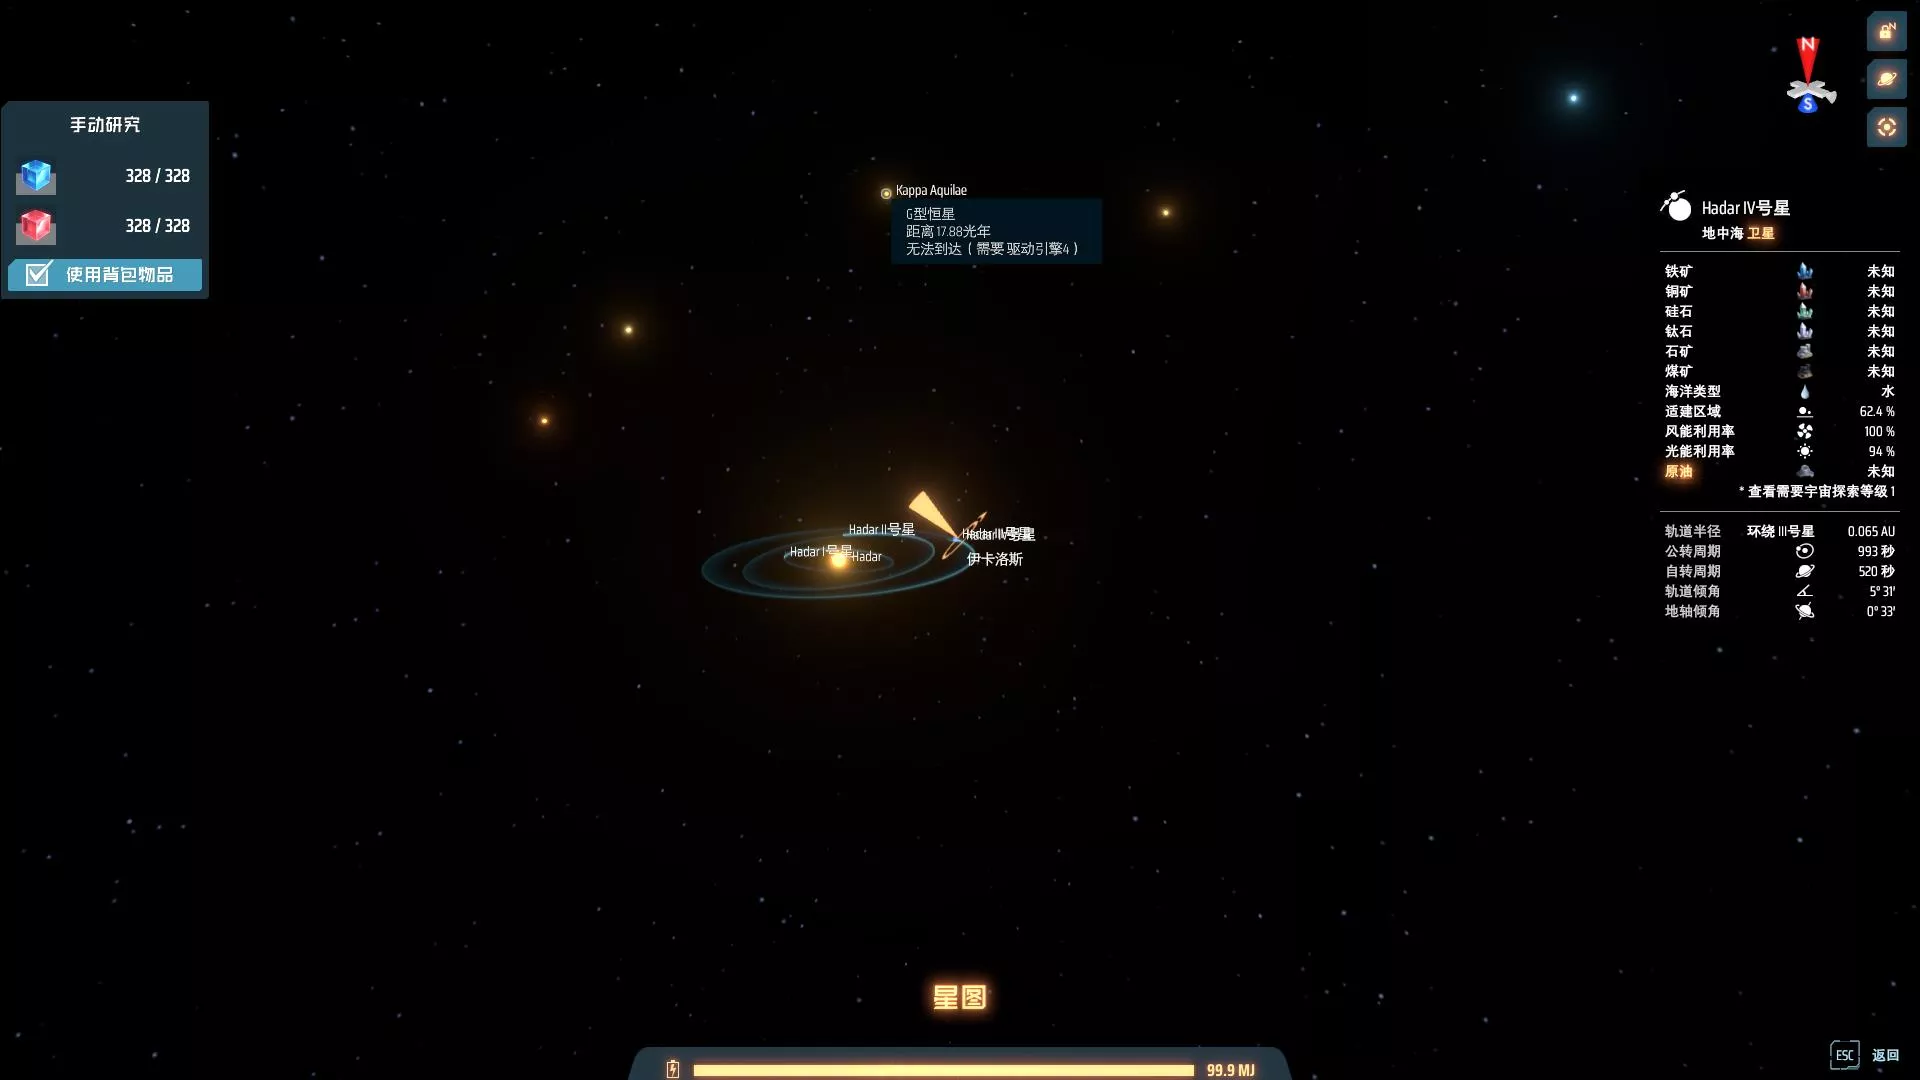 手动研究
328 / 328
328 / 328
使用背包物品
Kappa Aquilae
G型恒星
距离17.88光年
无法到达（需要 驱动引擎4 ）
Hadar II号星
Hadar I号星
Hadar
伊卡洛斯
星图
99.9 MJ
N
S
N
Hadar IV号星
地中海 卫星
铁矿 未知
铜矿 未知
硅石 未知
钛石 未知
石矿 未知
煤矿 未知
海洋类型 水
适建区域 62.4 %
风能利用率 100 %
光能利用率 94 %
原油 未知
* 查看需要宇宙探索等级 1
轨道半径 环绕 III号星 0.065 AU
公转周期 993 秒
自转周期 520 秒
轨道倾角 5° 31'
地轴倾角 0° 33'
ESC 返回